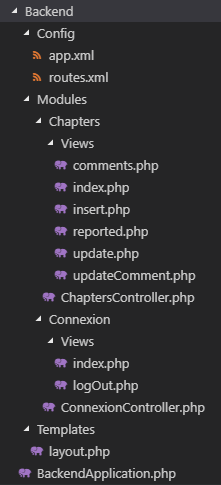 Backend
Config
app.xml
routes.xml
Modules
Chapters
Views
comments.php
index.php
insert.php
reported.php
update.php
updateComment.php
ChaptersController.php
Connexion
Views
index.php
logOut.php
ConnexionController.php
Templates
layout.php
BackendApplication.php